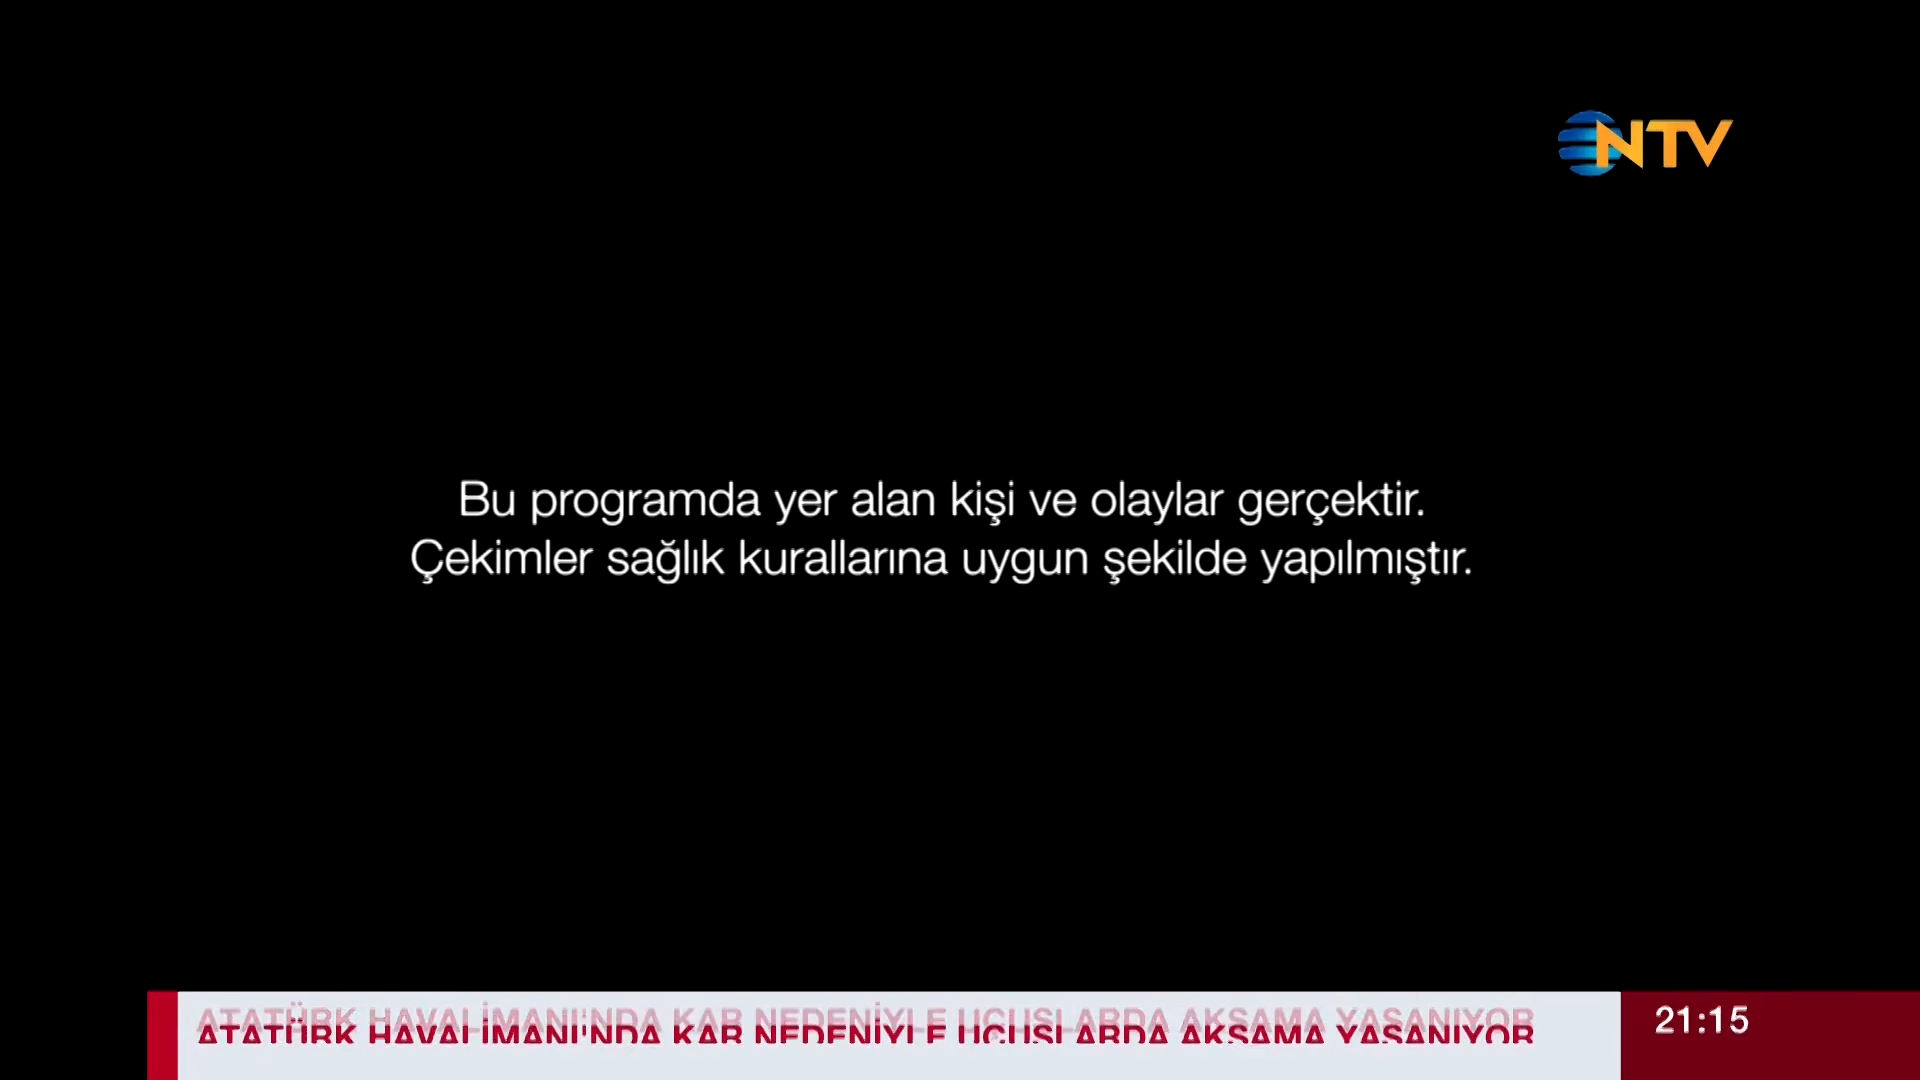 NTV
Bu programda yer alan kişi ve olaylar gerçektir.
Çekimler sağlık kurallarına uygun şekilde yapılmıştır.
ATATÜRK HAVALİMANI'NDA KAR NEDENİYLE UÇUŞLARDA AKSAMA YAŞANIYOR
21:15